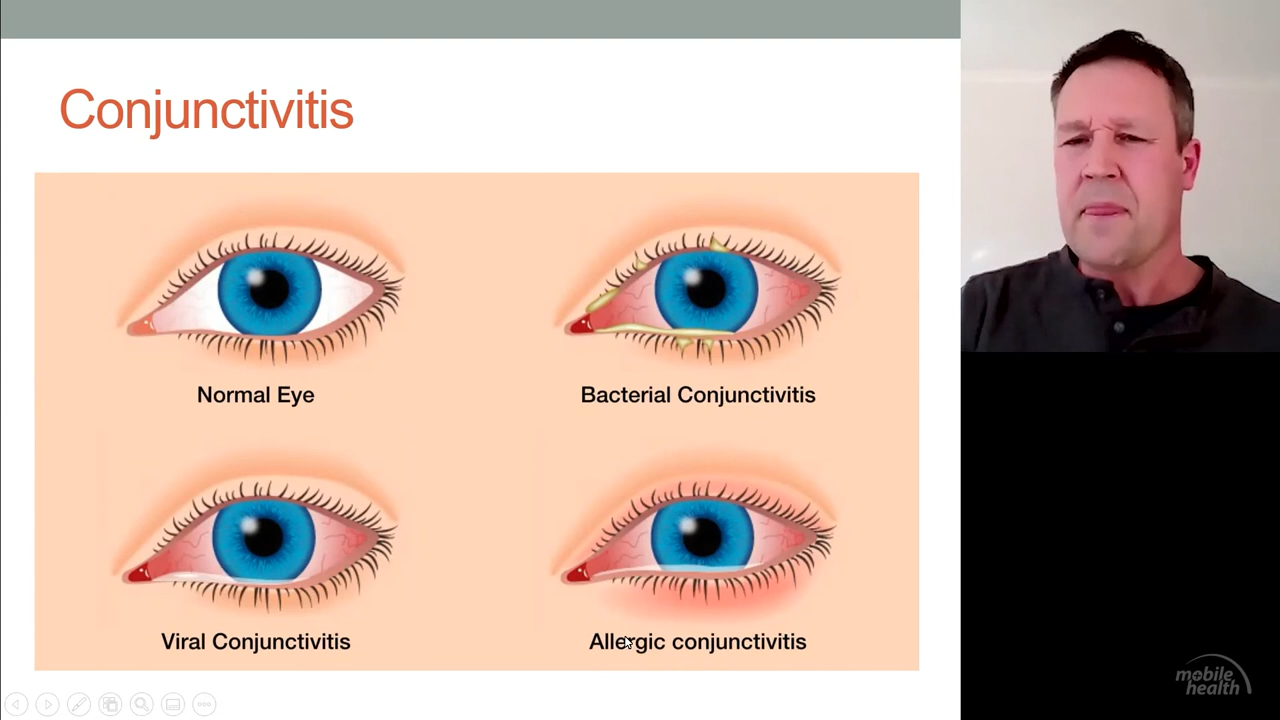 Conjunctivitis
Normal Eye
Bacterial Conjunctivitis
Viral Conjunctivitis
Allergic conjunctivitis
mobile
health